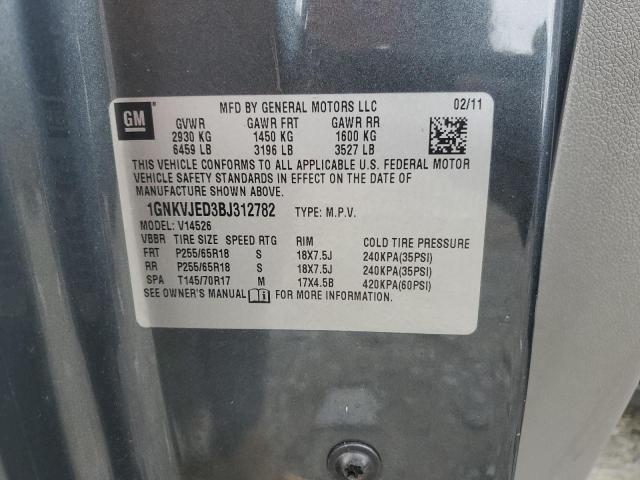 GM
MFD BY GENERAL MOTORS LLC 02/11
GVWR GAWR FRT GAWR RR
2930 KG 1450 KG 1600 KG
6459 LB 3196 LB 3527 LB
THIS VEHICLE CONFORMS TO ALL APPLICABLE U.S. FEDERAL MOTOR
VEHICLE SAFETY STANDARDS IN EFFECT ON THE DATE OF
MANUFACTURE SHOWN ABOVE.
1GNKVJED3BJ312782 TYPE: M.P.V.
MODEL: V14526
VBBR TIRE SIZE SPEED RTG RIM COLD TIRE PRESSURE
FRT P255/65R18 S 18X7.5J 240KPA(35PSI)
RR P255/65R18 S 18X7.5J 240KPA(35PSI)
SPA T145/70R17 M 17X4.5B 420KPA(60PSI)
SEE OWNER'S MANUAL FOR MORE INFORMATION.